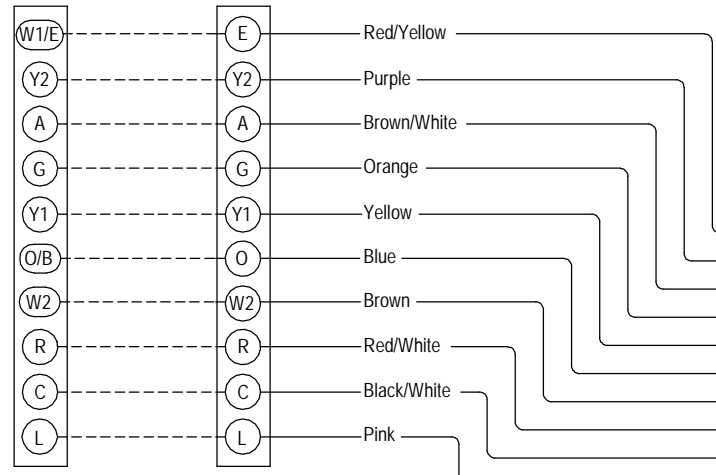 W1/E E Red/Yellow
Y2 Y2 Purple
A A Brown/White
G G Orange
Y1 Y1 Yellow
O/B O Blue
W2 W2 Brown
R R Red/White
C C Black/White
L L Pink